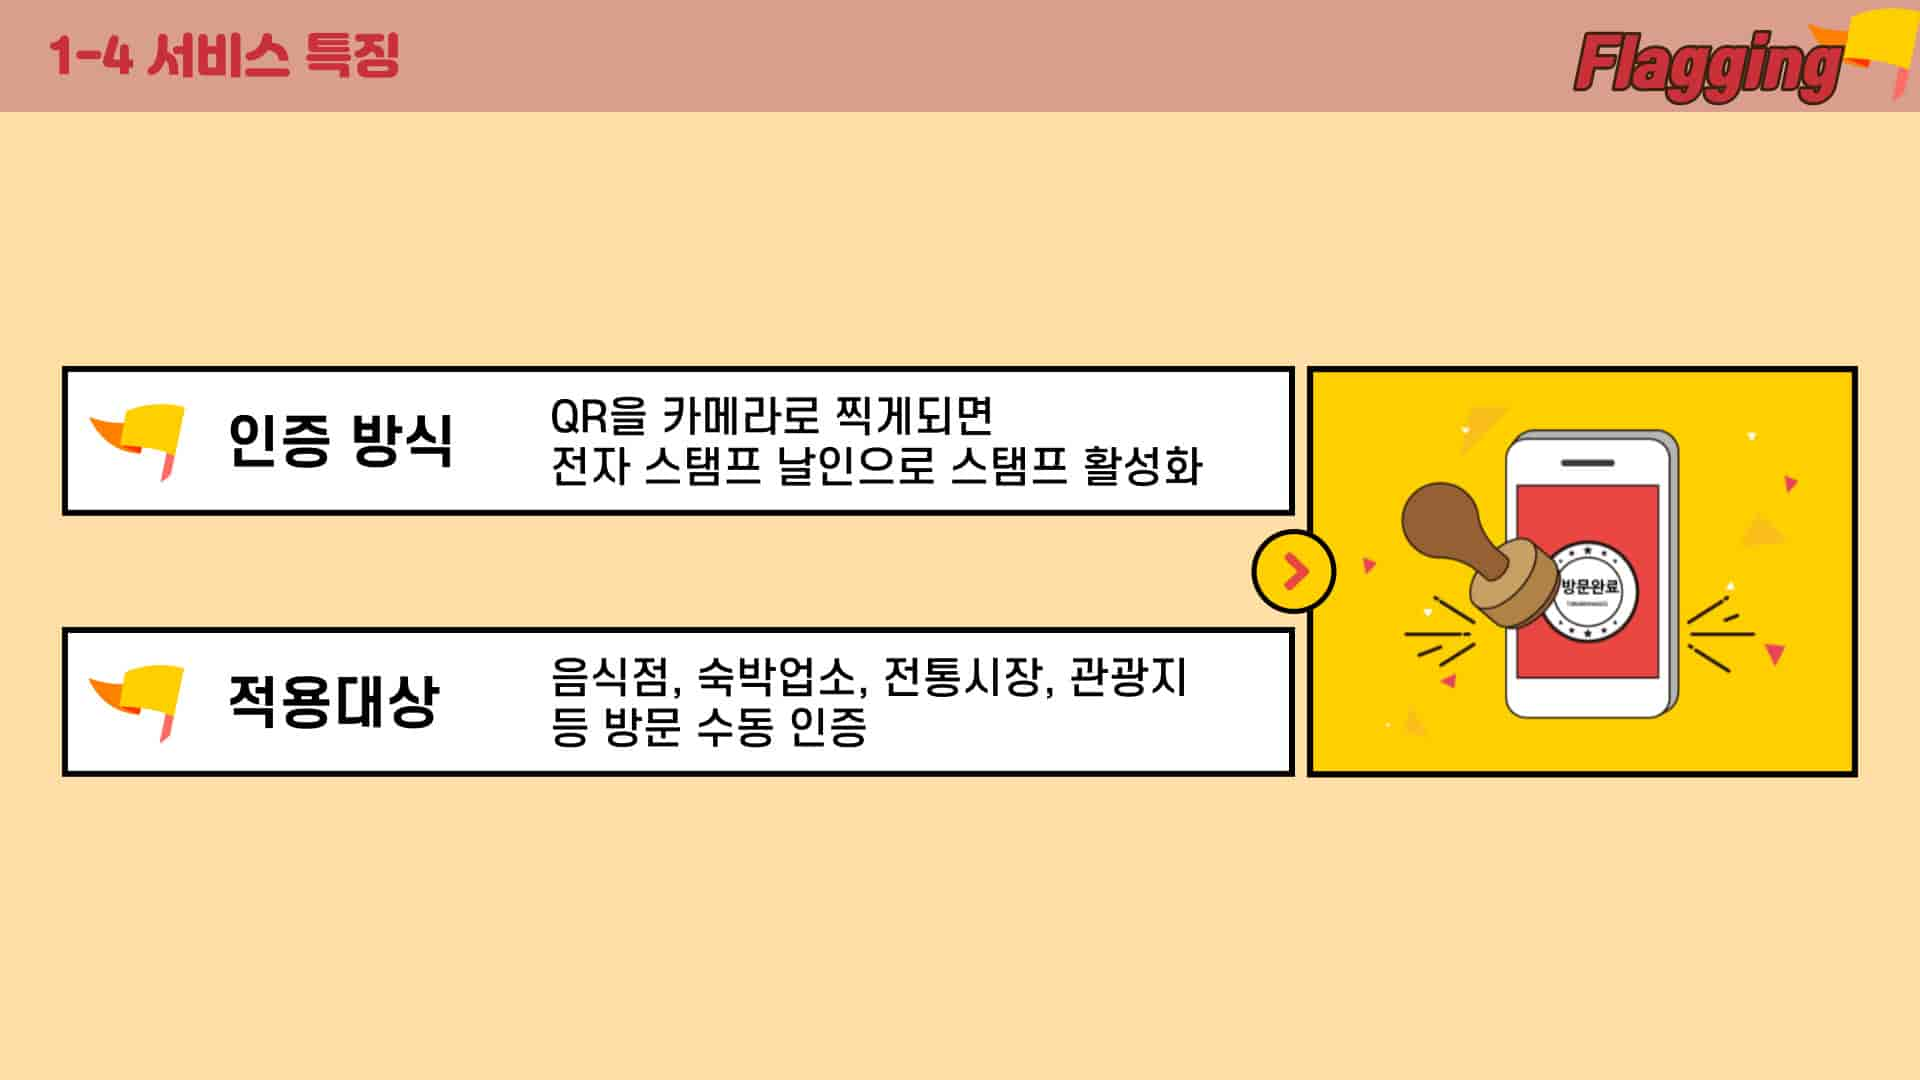 1-4 서비스 특징
Flagging
인증 방식
QR을 카메라로 찍게되면
전자 스탬프 날인으로 스탬프 활성화
적용대상
음식점, 숙박업소, 전통시장, 관광지
등 방문 수동 인증
방문완료